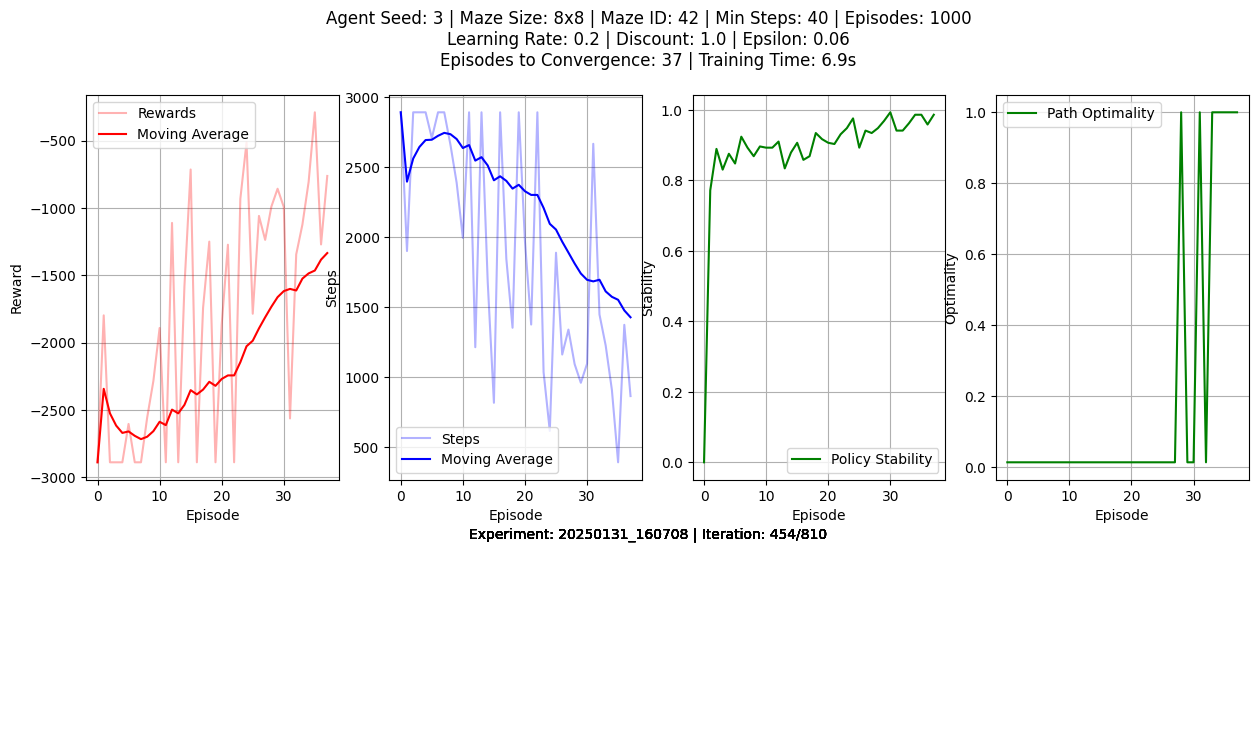 Agent Seed: 3 | Maze Size: 8x8 | Maze ID: 42 | Min Steps: 40 | Episodes: 1000
Learning Rate: 0.2 | Discount: 1.0 | Epsilon: 0.06
Episodes to Convergence: 37 | Training Time: 6.9s
Rewards
Moving Average
−500
−1000
−1500
−2000
−2500
−3000
Reward
0
10
20
30
Episode
3000
2500
2000
1500
1000
500
Steps
Steps
Moving Average
0
10
20
30
Episode
1.0
0.8
0.6
0.4
0.2
0.0
Stability
Policy Stability
0
10
20
30
Episode
Path Optimality
1.0
0.8
0.6
0.4
0.2
0.0
Optimality
0
10
20
30
Episode
Experiment: 20250131_160708 | Iteration: 454/810